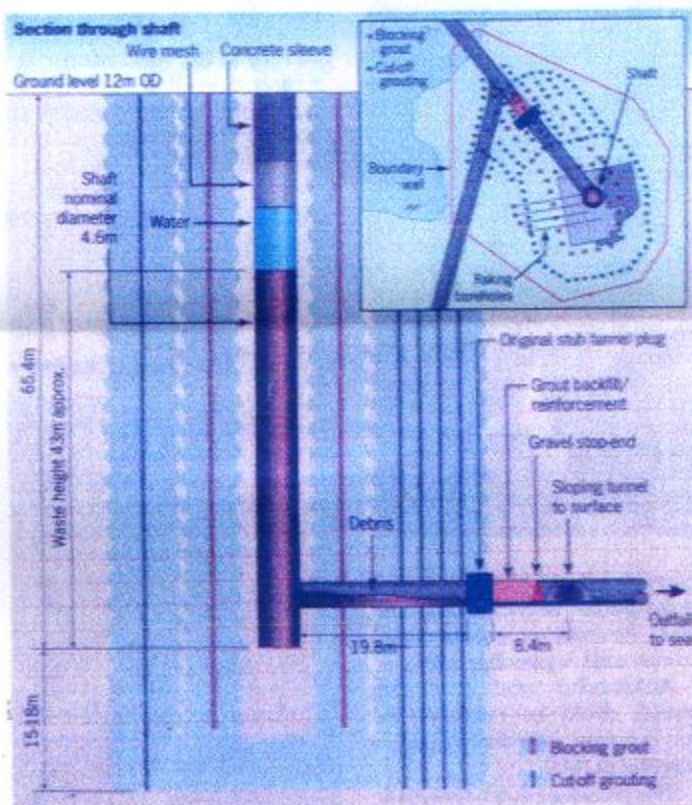 Section through shaft
Wire mesh
Concrete sleeve
Ground level 12m OD
Blocking
grout
Cut-off
grouting
Shaft
Boundary
wall
Raking
boreholes
Shaft
nominal
diameter
4.6m
Water
65.4m
Waste height 43m approx.
Original stub tunnel plug
Grout backfill/
reinforcement
Gravel stop-end
Sloping tunnel
to surface
Debris
Outfall
to sea
19.8m
6.4m
15-18m
Blocking grout
Cut-off grouting